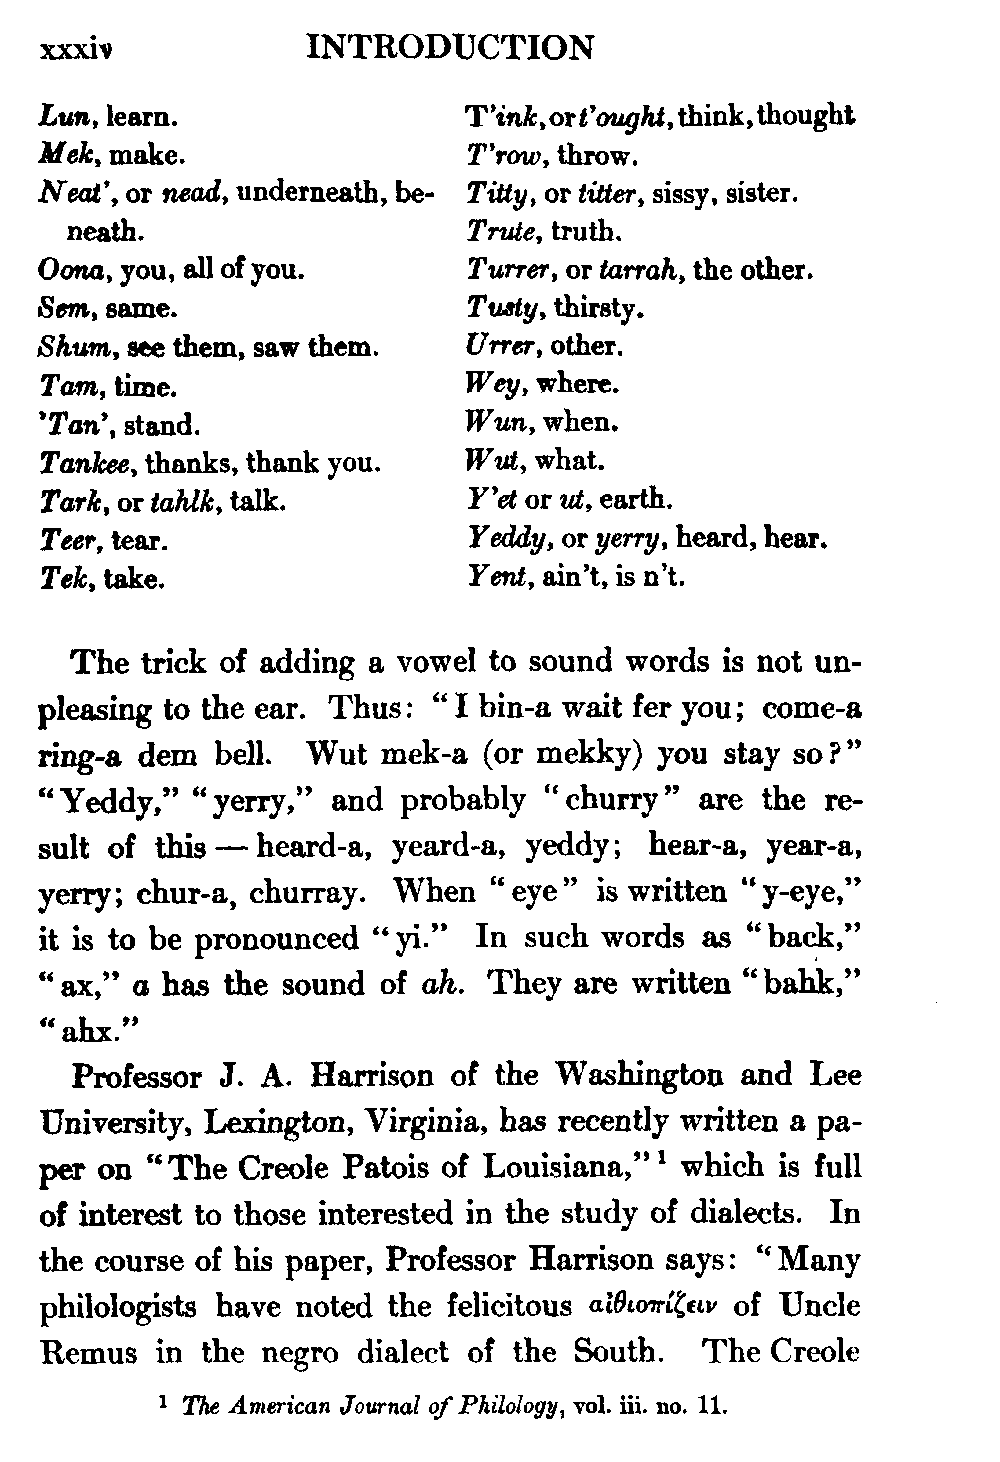 xxxiv INTRODUCTION
Lun, learn.
Mek, make.
Neat', or nead, underneath, be-
neath.
Oona, you, all of you.
Sem, same.
Shum, see them, saw them.
Tam, time.
'Tan', stand.
Tankee, thanks, thank you.
Tark, or tahlk, talk.
Teer, tear.
Tek, take.
T'ink, or t'ought, think, thought
T'row, throw.
Titty, or titter, sissy, sister.
Trute, truth.
Turrer, or tarrah, the other.
Tusty, thirsty.
Urrer, other.
Wey, where.
Wun, when.
Wut, what.
Y'et or ut, earth.
Yeddy, or yerry, heard, hear.
Yent, ain't, is n't.
The trick of adding a vowel to sound words is not un-
pleasing to the ear. Thus: "I bin-a wait fer you; come-a
ring-a dem bell. Wut mek-a (or mekky) you stay so?"
"Yeddy," "yerry," and probably "churry" are the re-
sult of this — heard-a, yeard-a, yeddy; hear-a, year-a,
yerry; chur-a, churray. When "eye" is written "y-eye,"
it is to be pronounced "yi." In such words as "back,"
"ax," a has the sound of ah. They are written "bahk,"
"ahx."
Professor J. A. Harrison of the Washington and Lee
University, Lexington, Virginia, has recently written a pa-
per on "The Creole Patois of Louisiana," ¹ which is full
of interest to those interested in the study of dialects. In
the course of his paper, Professor Harrison says: "Many
philologists have noted the felicitous αἰθιοπίζειν of Uncle
Remus in the negro dialect of the South. The Creole
¹ The American Journal of Philology, vol. iii. no. 11.